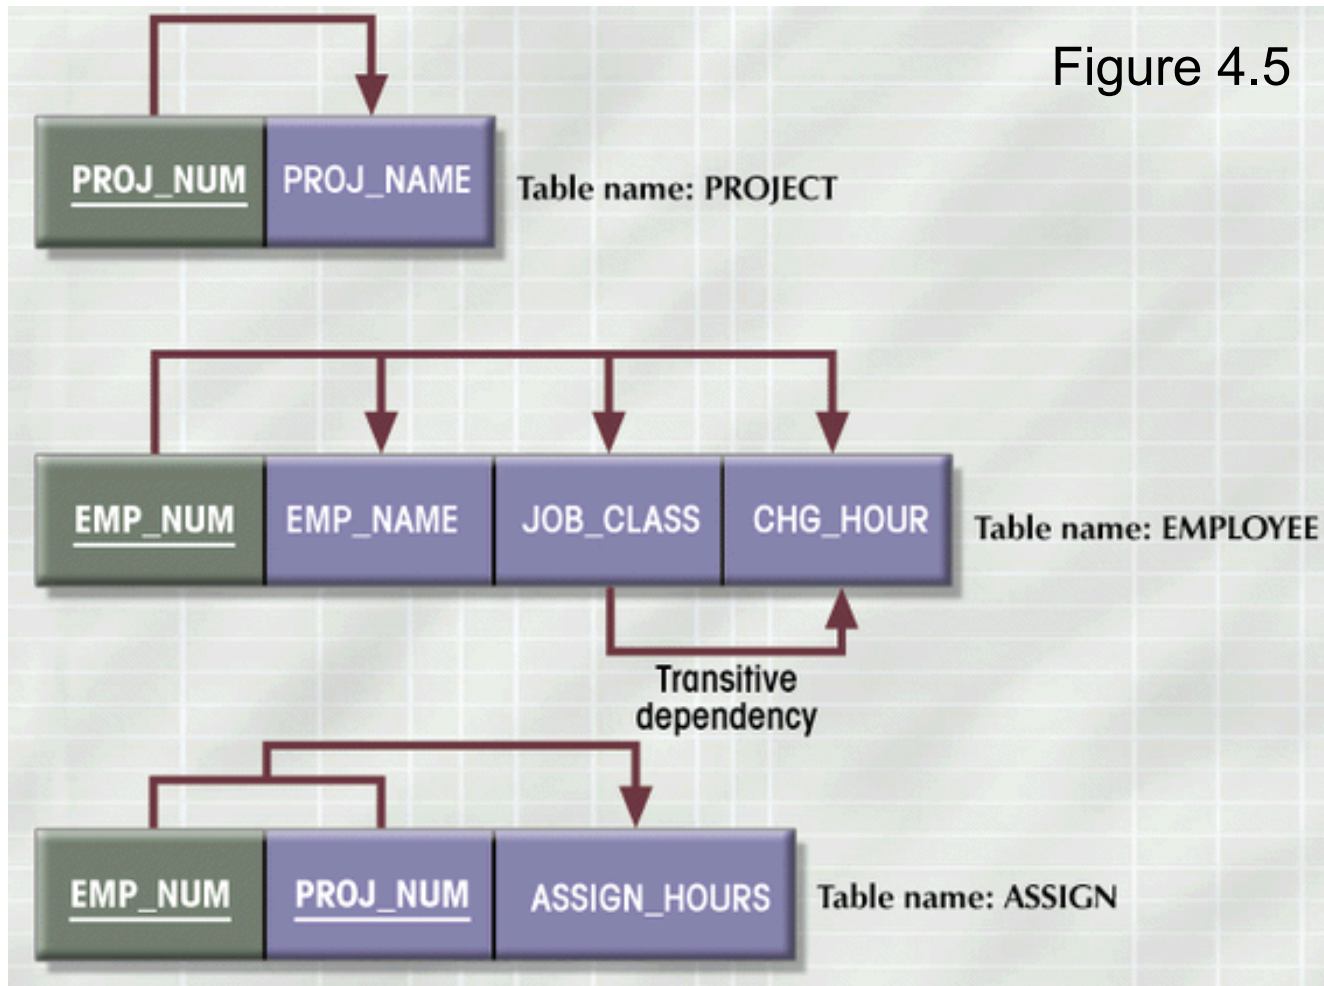 Figure 4.5
PROJ_NUM PROJ_NAME Table name: PROJECT
EMP_NUM EMP_NAME JOB_CLASS CHG_HOUR Table name: EMPLOYEE
Transitive
dependency
EMP_NUM PROJ_NUM ASSIGN_HOURS Table name: ASSIGN